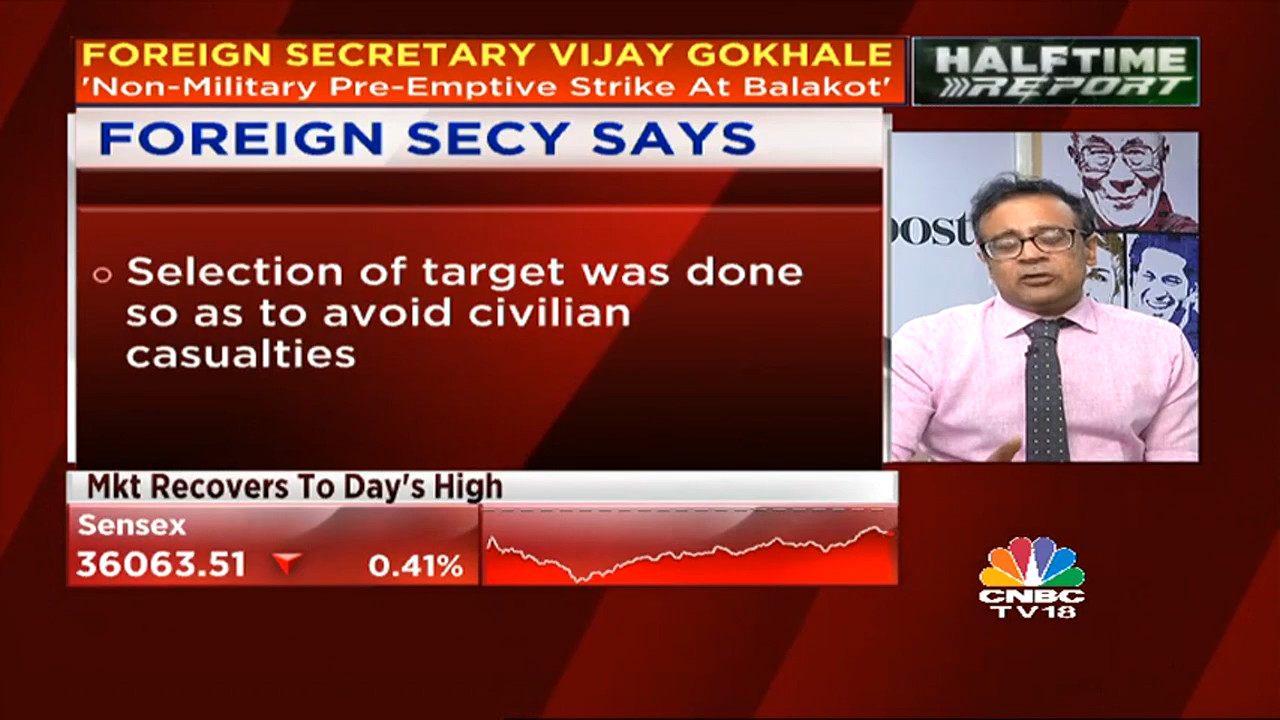 FOREIGN SECRETARY VIJAY GOKHALE
'Non-Military Pre-Emptive Strike At Balakot'
HALFTIME
REPORT
FOREIGN SECY SAYS
Selection of target was done
so as to avoid civilian
casualties
post
Mkt Recovers To Day's High
Sensex
36063.51 0.41%
CNBC
TV18